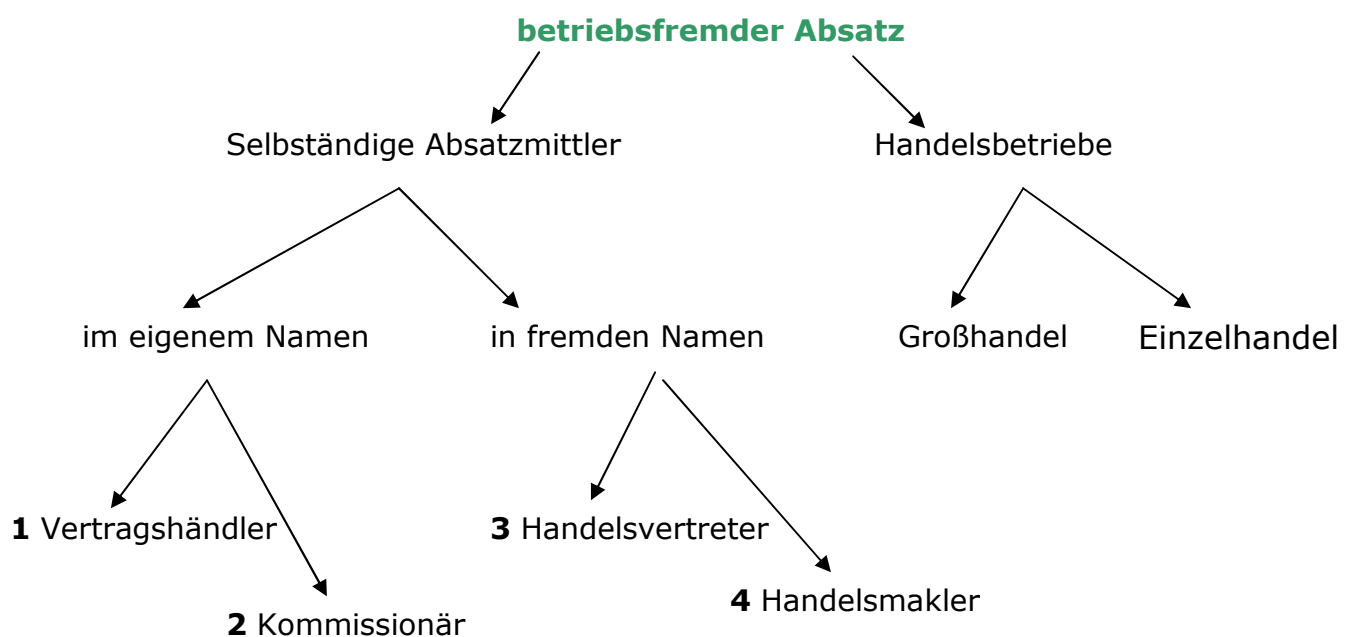 betriebsfremder Absatz
Selbständige Absatzmittler
Handelsbetriebe
im eigenem Namen
in fremden Namen
Großhandel
Einzelhandel
1 Vertragshändler
3 Handelsvertreter
2 Kommissionär
4 Handelsmakler